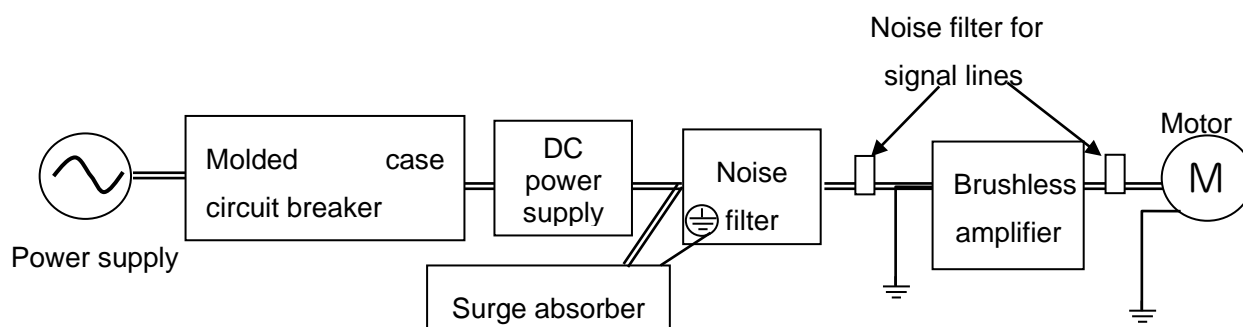 Noise filter for
signal lines
Motor
Molded case
circuit breaker
DC
power
supply
Noise
filter
Brushless
amplifier
M
Power supply
Surge absorber